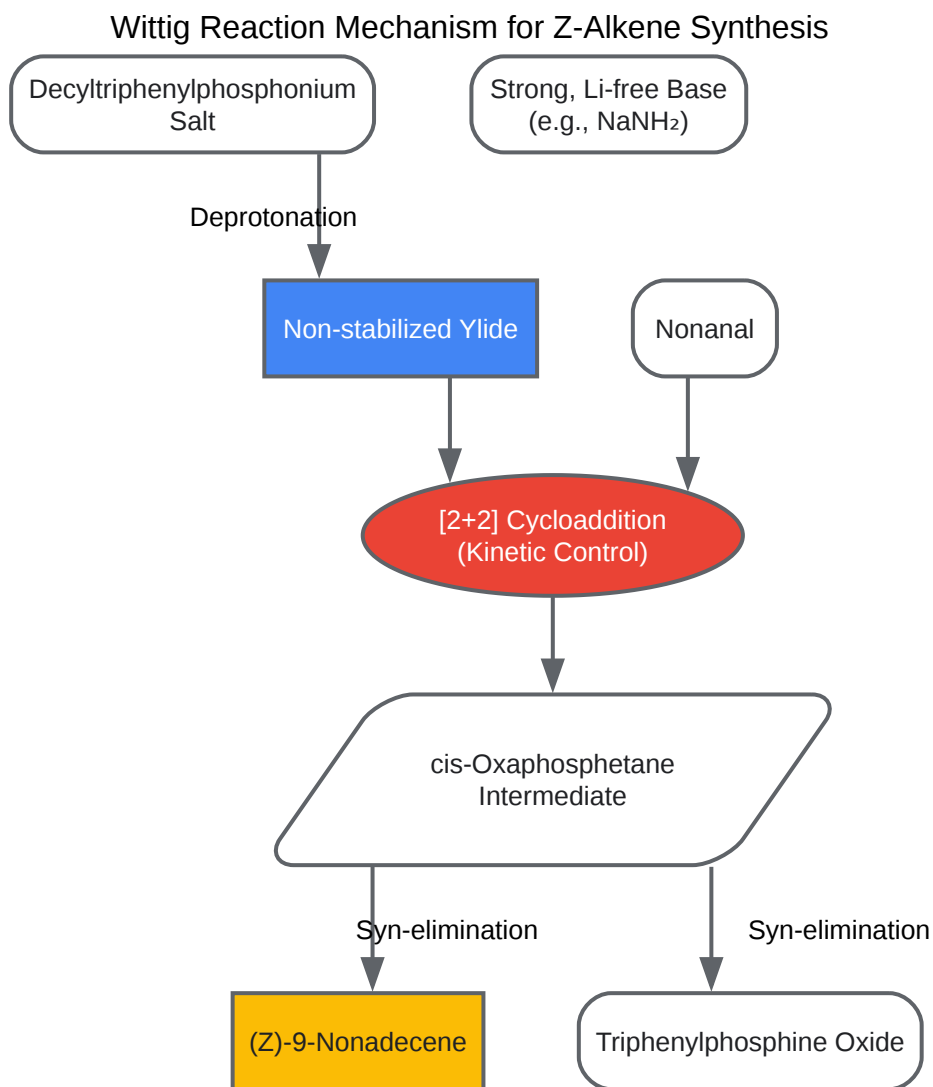 Wittig Reaction Mechanism for Z-Alkene Synthesis
Decyltriphenylphosphonium
Salt
Strong, Li-free Base
(e.g., NaNH₂)
Deprotonation
Non-stabilized Ylide
Nonanal
[2+2] Cycloaddition
(Kinetic Control)
cis-Oxaphosphetane
Intermediate
Syn-elimination
Syn-elimination
(Z)-9-Nonadecene
Triphenylphosphine Oxide